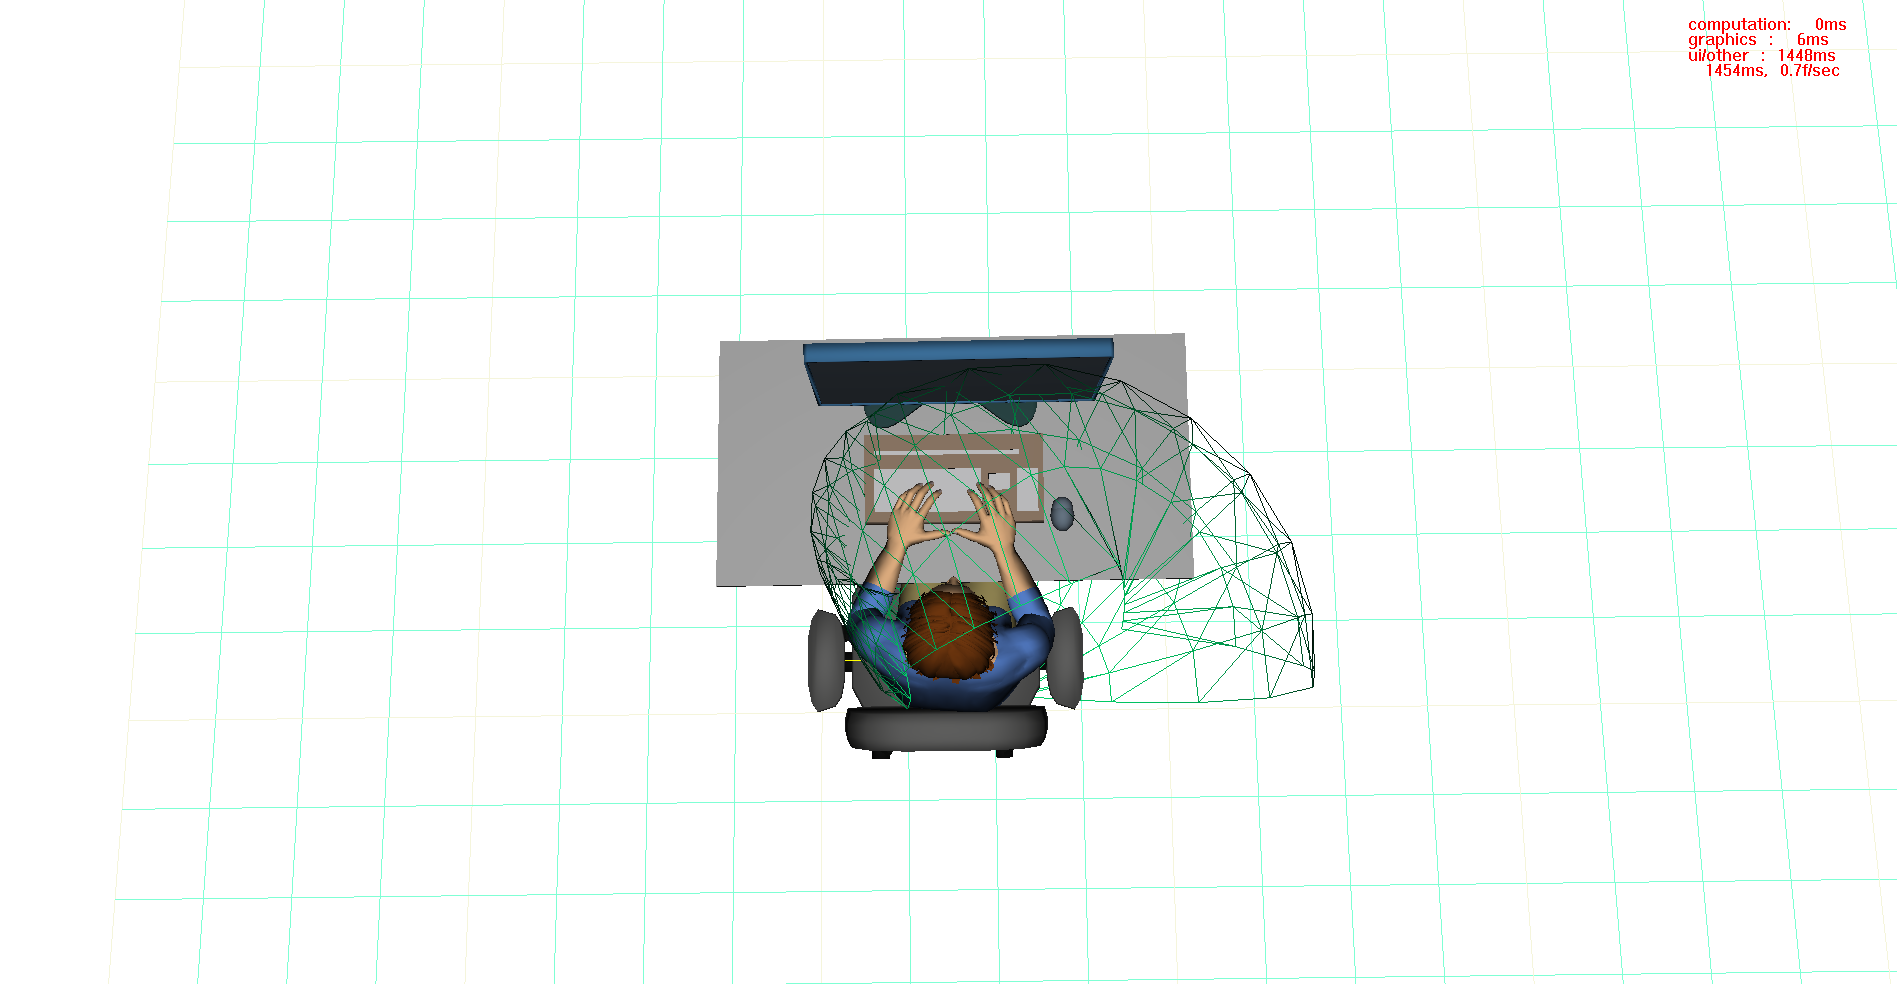 computation: 0ms
graphics : 6ms
ui/other : 1448ms
1454ms, 0.7f/sec